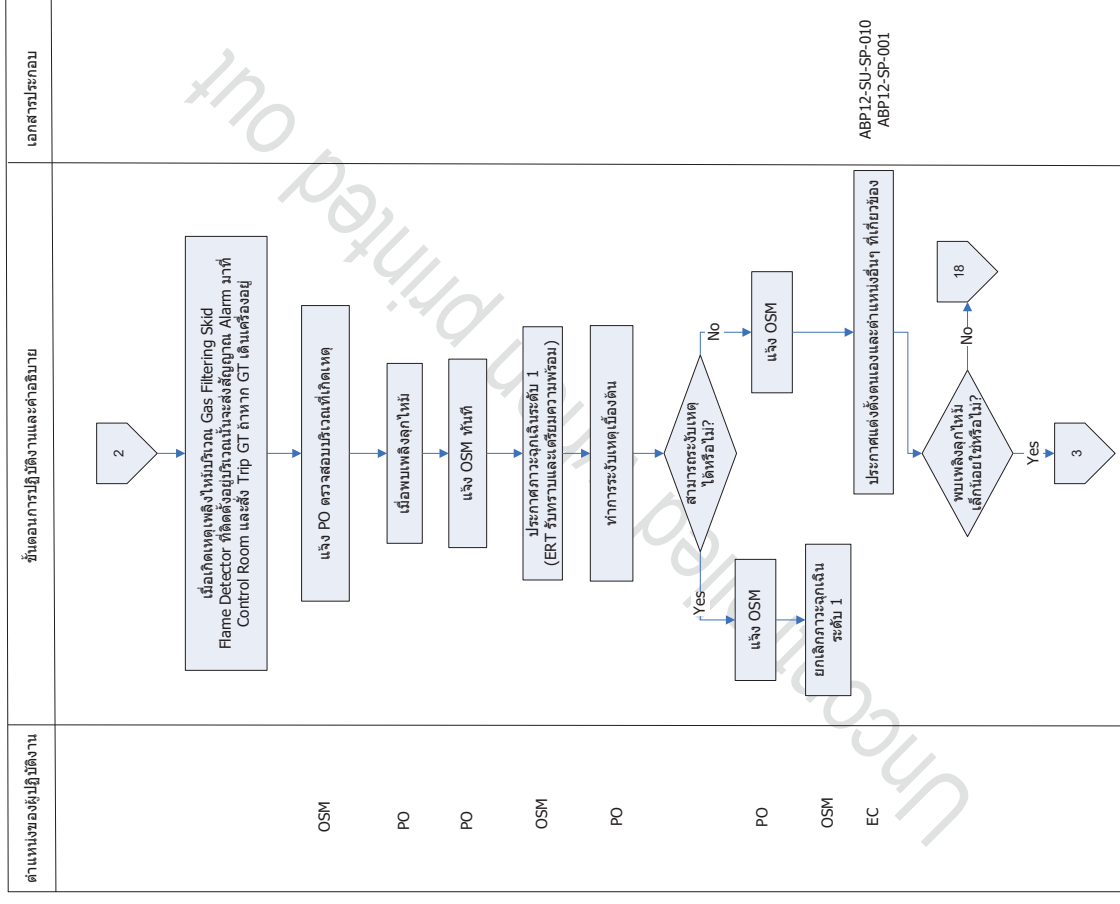 ตำแหน่งของผู้ปฏิบัติงาน
ขั้นตอนการปฏิบัติงานและคำอธิบาย
เอกสารประกอบ
2
เมื่อเกิดเหตุเพลิงไหม้บริเวณ Gas Filtering Skid
Flame Detector ที่ติดตั้งอยู่บริเวณนั้นจะส่งสัญญาณ Alarm มาที่
Control Room และสั่ง Trip GT ถ้าหาก GT เดินเครื่องอยู่
OSM
แจ้ง PO ตรวจสอบบริเวณที่เกิดเหตุ
PO
เมื่อพบเพลิงลุกไหม้
PO
แจ้ง OSM ทันที
OSM
ประกาศภาวะฉุกเฉินระดับ 1
(ERT รับทราบและเตรียมความพร้อม)
PO
ทำการระงับเหตุเบื้องต้น
สามารถระงับเหตุ
ได้หรือไม่?
Yes
No
PO
แจ้ง OSM
แจ้ง OSM
OSM
ยกเลิกภาวะฉุกเฉิน
ระดับ 1
EC
ประกาศแต่งตั้งตนเองและตำแหน่งอื่นๆ ที่เกี่ยวข้อง
ABP12-SU-SP-010
ABP12-SP-001
พบเพลิงลุกไหม้
เล็กน้อยใช่หรือไม่?
No
18
Yes
3
Uncontrolled when printed out